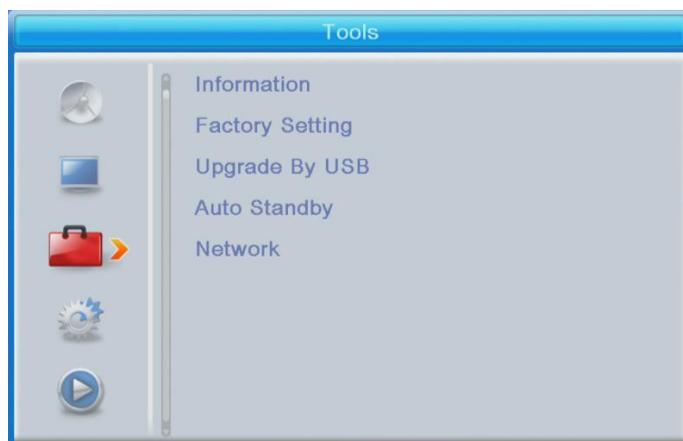 Tools
Information
Factory Setting
Upgrade By USB
Auto Standby
Network